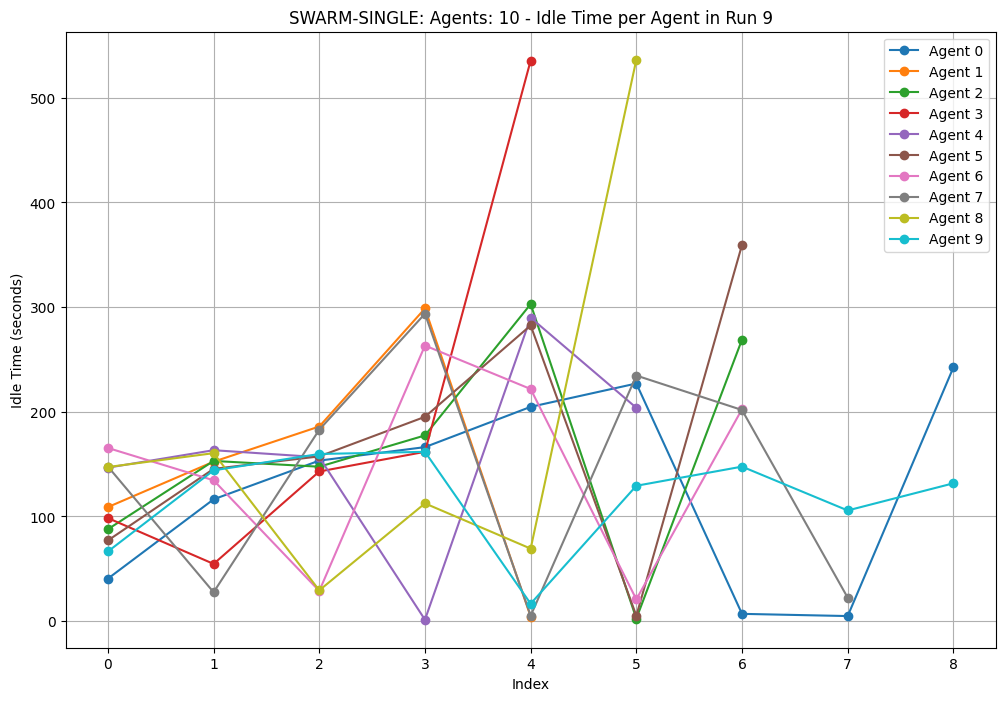 SWARM-SINGLE: Agents: 10 - Idle Time per Agent in Run 9
Agent 0
Agent 1
Agent 2
Agent 3
Agent 4
Agent 5
Agent 6
Agent 7
Agent 8
Agent 9
Idle Time (seconds)
500
400
300
200
100
0
0 1 2 3 4 5 6 7 8
Index